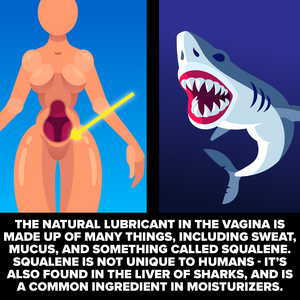 THE NATURAL LUBRICANT IN THE VAGINA IS
MADE UP OF MANY THINGS, INCLUDING SWEAT,
MUCUS, AND SOMETHING CALLED SQUALENE.
SQUALENE IS NOT UNIQUE TO HUMANS - IT'S
ALSO FOUND IN THE LIVER OF SHARKS, AND IS
A COMMON INGREDIENT IN MOISTURIZERS.